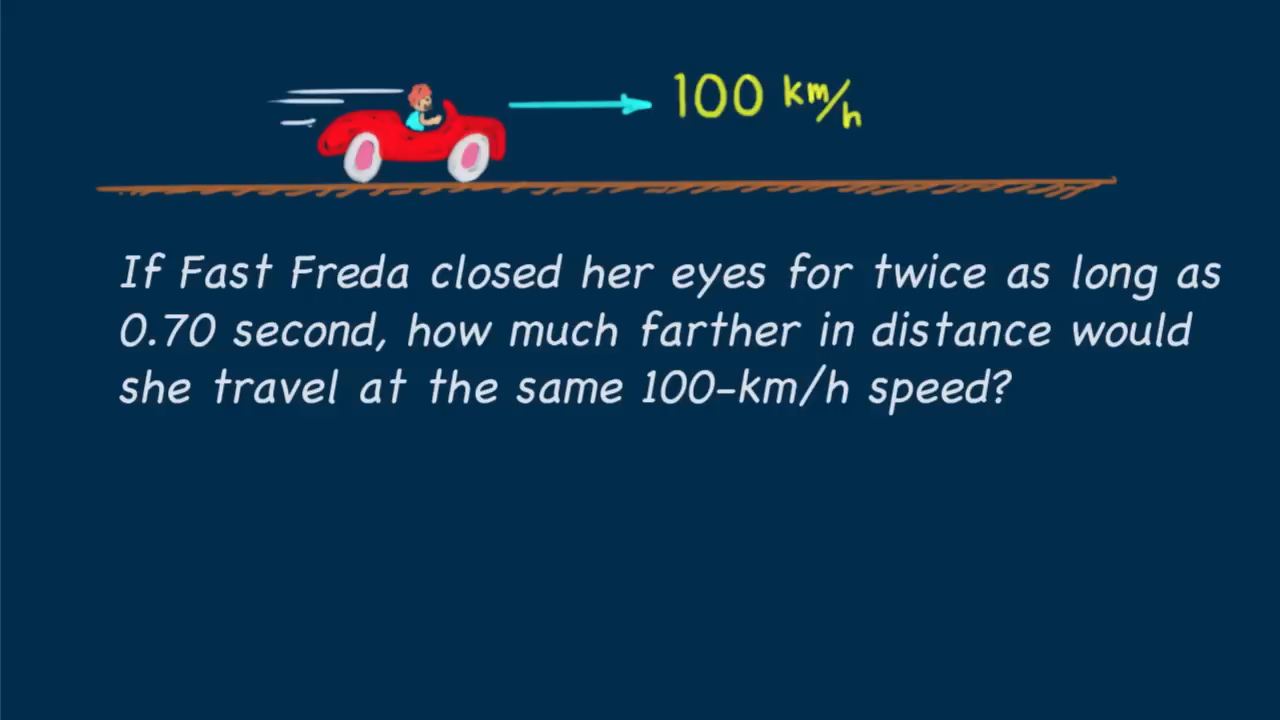 100 km/h
If Fast Freda closed her eyes for twice as long as
0.70 second, how much farther in distance would
she travel at the same 100-km/h speed?